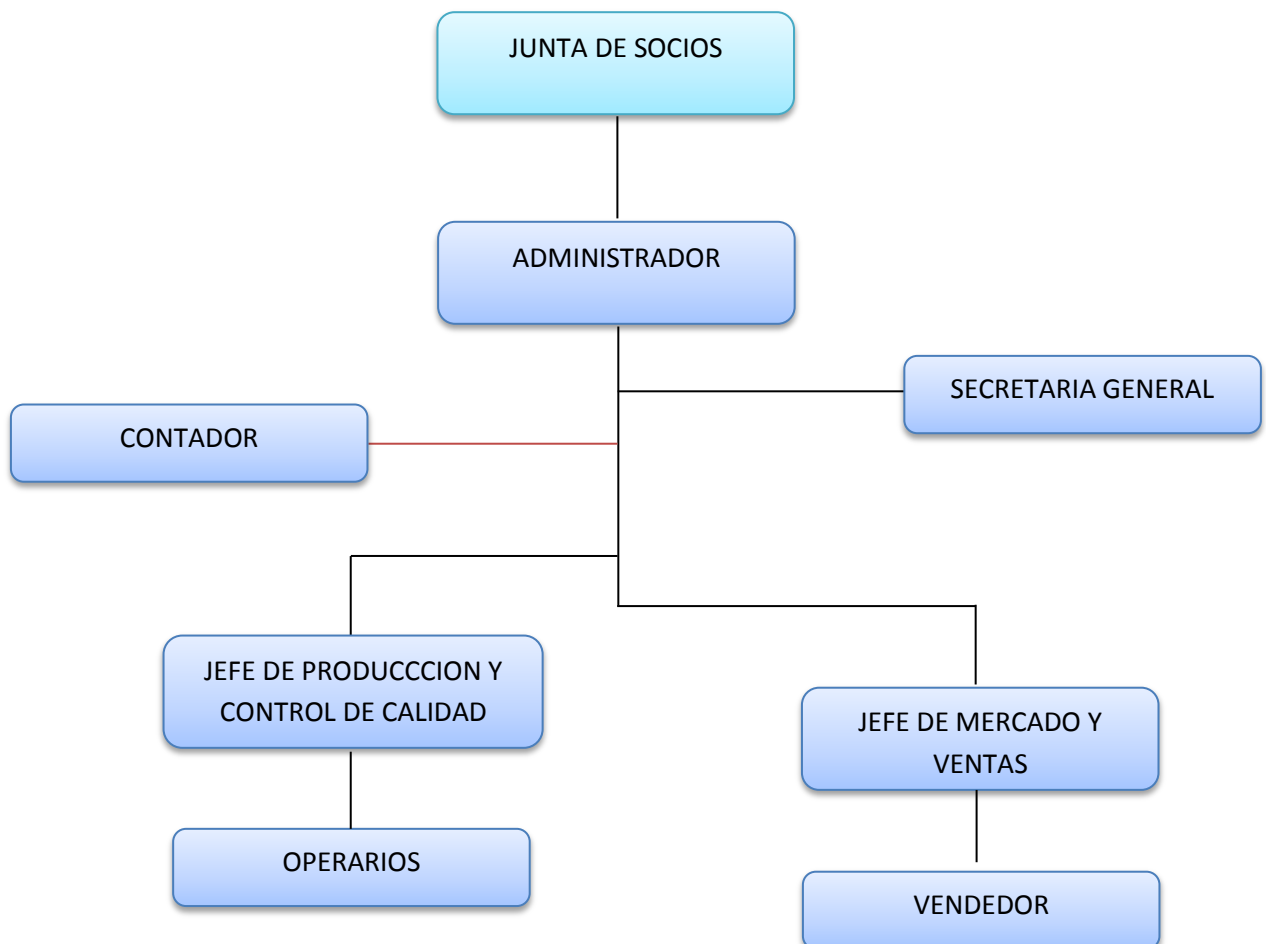 JUNTA DE SOCIOS
ADMINISTRADOR
SECRETARIA GENERAL
CONTADOR
JEFE DE PRODUCCCION Y
CONTROL DE CALIDAD
JEFE DE MERCADO Y
VENTAS
OPERARIOS
VENDEDOR